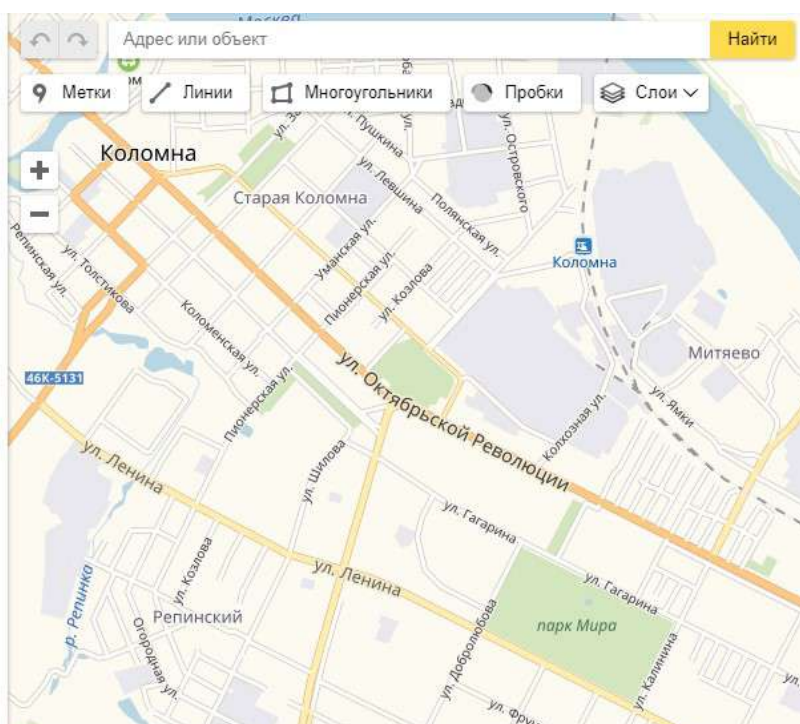 Москва
Адрес или объект
Найти
Метки
Линии
Многоугольники
Пробки
Слои
ул. Пушкина
ул. Островского
Коломна
ул. Левшина
Старая Коломна
Полянская ул.
Репинская ул.
ул. Толстикова
Уманская ул.
Пионерская ул.
ул. Козлова
Коломна
Коломенская ул.
Митяево
46К-5131
ул. Октябрьской Революции
Пионерская ул.
ул. Ямки
Колхозная ул.
ул. Ленина
ул. Шилова
ул. Гагарина
ул. Козлова
ул. Ленина
ул. Гагарина
р. Репинка
Репинский
парк Мира
Огородная ул.
ул. Добролюбова
ул. Калинина
ул.